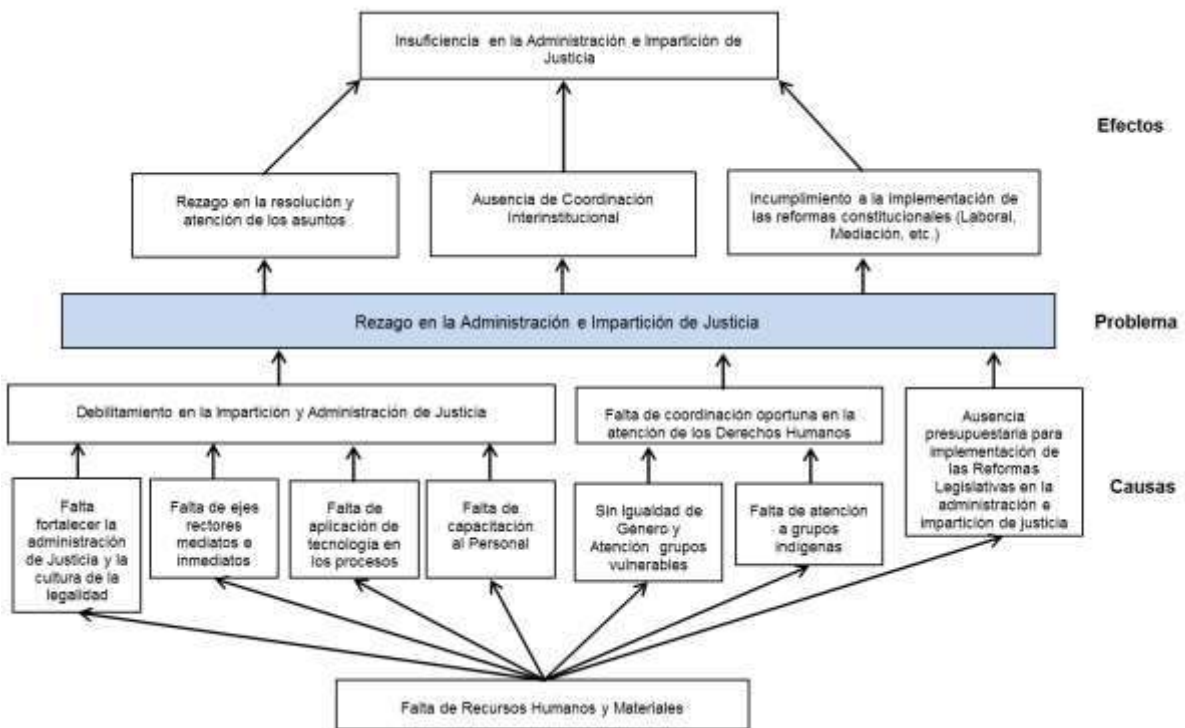 Insuficiencia en la Administración e Impartición de
Justicia
Efectos
Rezago en la resolución y
atención de los asuntos
Ausencia de Coordinación
Interinstitucional
Incumplimiento a la implementación de
las reformas constitucionales (Laboral,
Mediación, etc.)
Rezago en la Administración e Impartición de Justicia
Problema
Debilitamiento en la Impartición y Administración de Justicia
Falta de coordinación oportuna en la
atención de los Derechos Humanos
Ausencia
presupuestaria para
implementación de
las Reformas
Legislativas en la
administración e
impartición de justicia
Causas
Falta
fortalecer la
administración
de Justicia y la
cultura de la
legalidad
Falta de ejes
rectores
mediatos e
inmediatos
Falta de
aplicación de
tecnología en
los procesos
Falta de
capacitación
al Personal
Sin Igualdad de
Género y
Atención grupos
vulnerables
Falta de atención
a grupos
indígenas
Falta de Recursos Humanos y Materiales